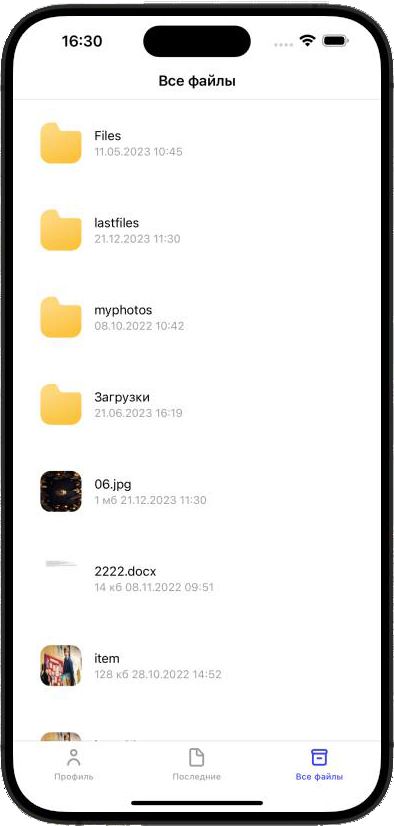 16:30
Все файлы
Files
11.05.2023 10:45
lastfiles
21.12.2023 11:30
myphotos
08.10.2022 10:42
Загрузки
21.06.2023 16:19
06.jpg
1 мб 21.12.2023 11:30
2222.docx
14 кб 08.11.2022 09:51
item
128 кб 28.10.2022 14:52
Профиль
Последние
Все файлы